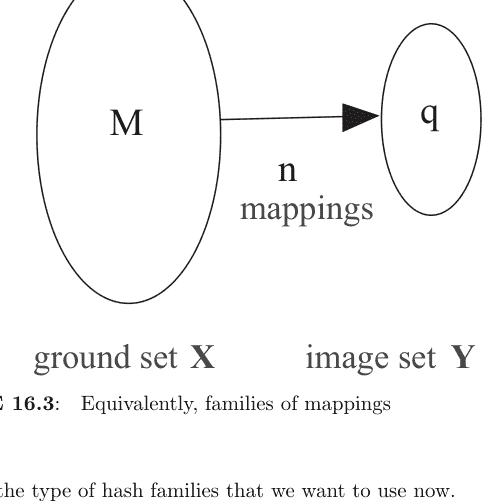 M
q
n
mappings
ground set X
image set Y
E 16.3: Equivalently, families of mappings
the type of hash families that we want to use now.